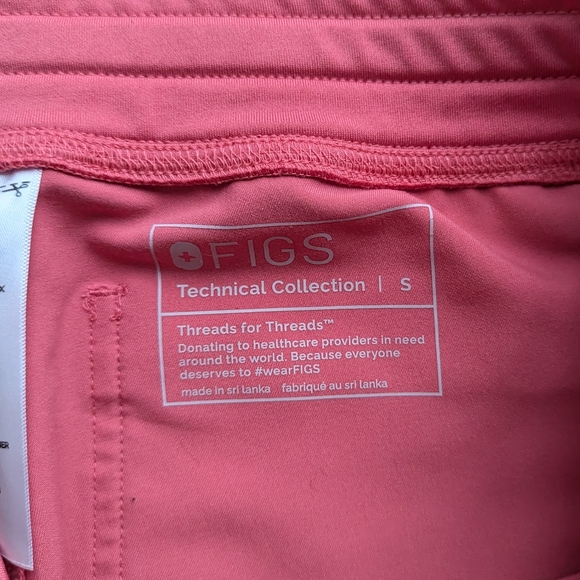 FIGS
Technical Collection | S
Threads for Threads™
Donating to healthcare providers in need
around the world. Because everyone
deserves to #wearFIGS
made in sri lanka fabriqué au sri lanka